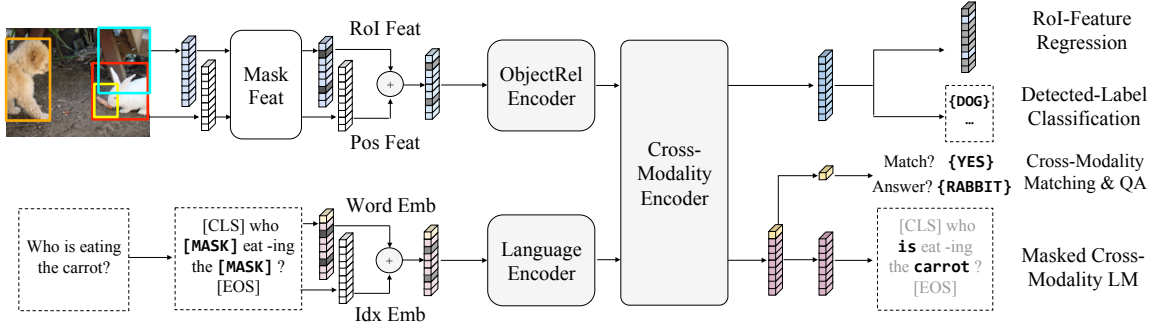 RoI Feat
Mask
Feat
Pos Feat
+
ObjectRel
Encoder
Cross-
Modality
Encoder
RoI-Feature
Regression
{DOG}
…
Detected-Label
Classification
Match? {YES}
Answer? {RABBIT}
Cross-Modality
Matching & QA
Who is eating
the carrot?
[CLS] who
[MASK] eat -ing
the [MASK] ?
[EOS]
Word Emb
+
Idx Emb
Language
Encoder
[CLS] who
is eat -ing
the carrot ?
[EOS]
Masked Cross-
Modality LM